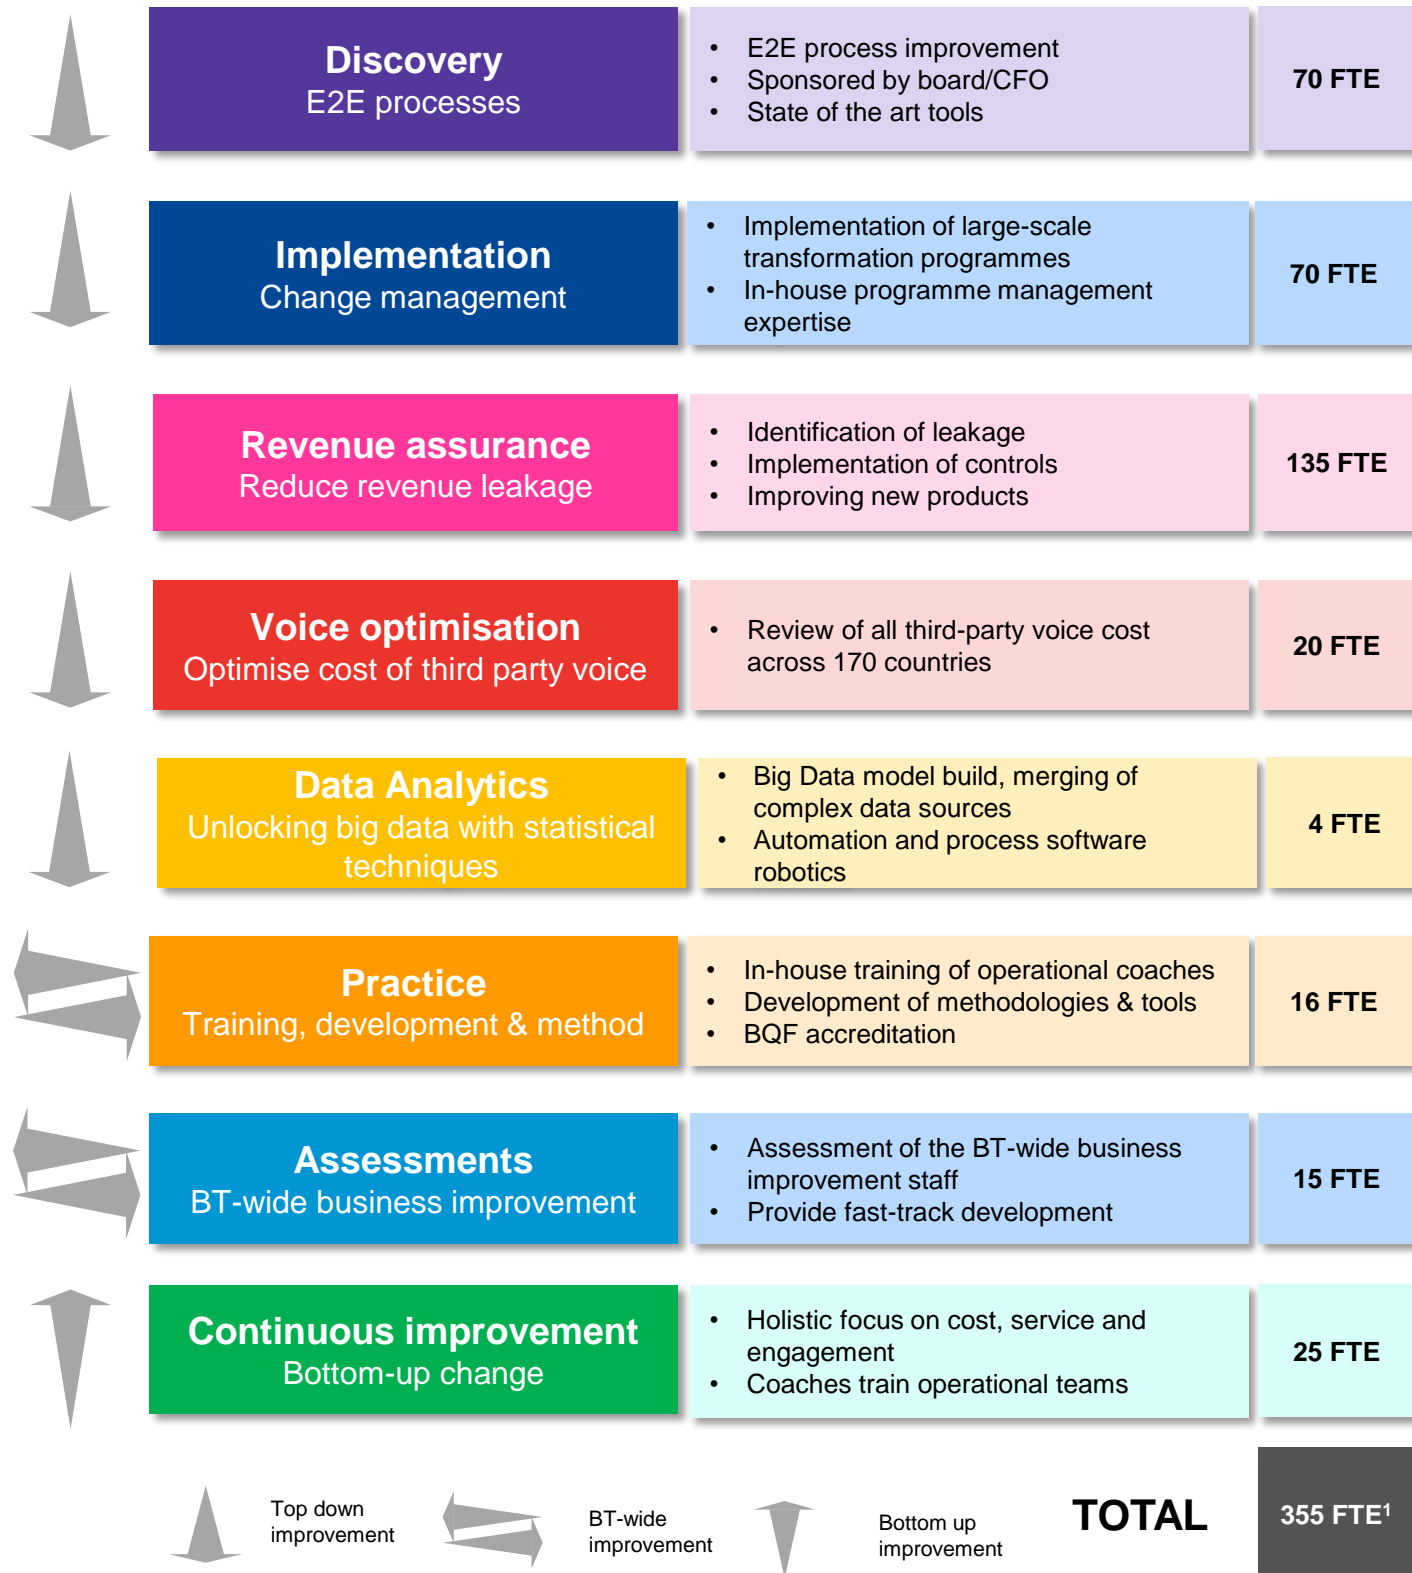 Discovery
E2E processes
• E2E process improvement
• Sponsored by board/CFO
• State of the art tools
70 FTE
Implementation
Change management
• Implementation of large-scale
transformation programmes
• In-house programme management
expertise
70 FTE
Revenue assurance
Reduce revenue leakage
• Identification of leakage
• Implementation of controls
• Improving new products
135 FTE
Voice optimisation
Optimise cost of third party voice
• Review of all third-party voice cost
across 170 countries
20 FTE
Data Analytics
Unlocking big data with statistical
techniques
• Big Data model build, merging of
complex data sources
• Automation and process software
robotics
4 FTE
Practice
Training, development & method
• In-house training of operational coaches
• Development of methodologies & tools
• BQF accreditation
16 FTE
Assessments
BT-wide business improvement
• Assessment of the BT-wide business
improvement staff
• Provide fast-track development
15 FTE
Continuous improvement
Bottom-up change
• Holistic focus on cost, service and
engagement
• Coaches train operational teams
25 FTE
Top down
improvement
BT-wide
improvement
Bottom up
improvement
TOTAL
355 FTE¹